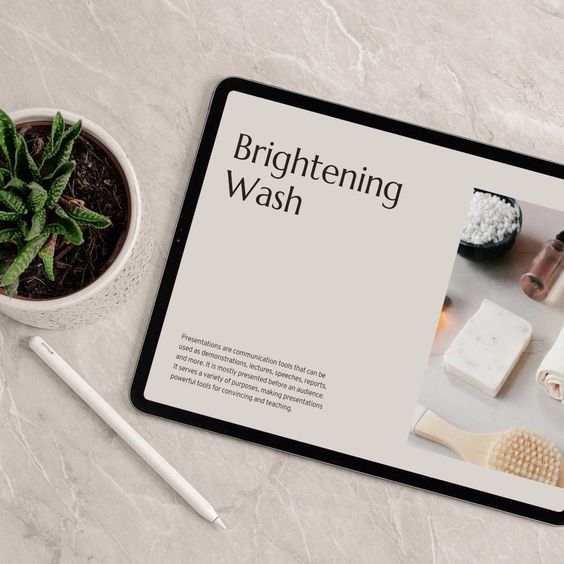 Brightening
Wash
Presentations are communication tools that can be
used as demonstrations, lectures, speeches, reports,
and more. It is mostly presented before an audience.
It serves a variety of purposes, making presentations
powerful tools for convincing and teaching.